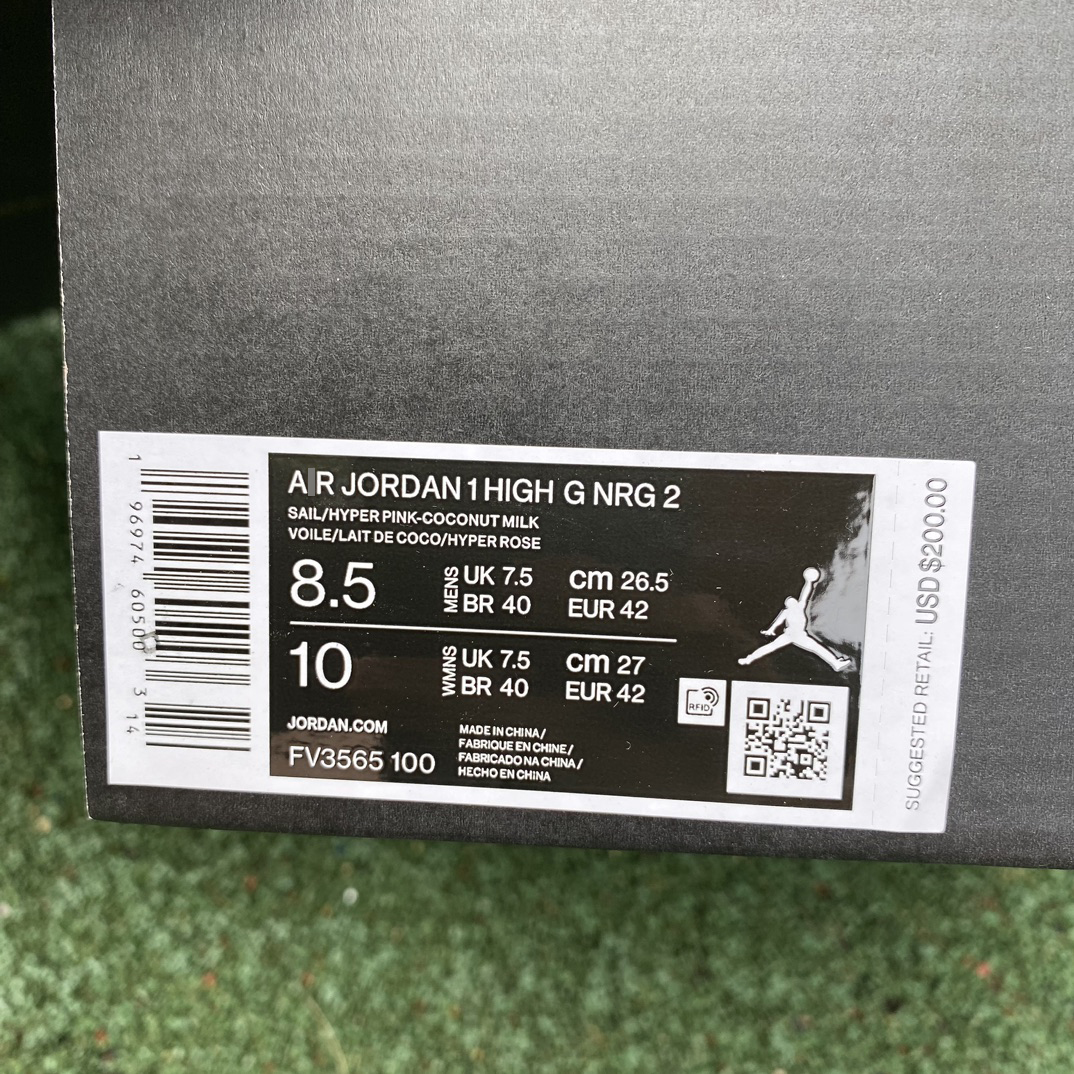 AIR JORDAN 1 HIGH G NRG 2
SAIL/HYPER PINK-COCONUT MILK
VOILE/LAIT DE COCO/HYPER ROSE
8.5
MENS
UK 7.5 cm 26.5
BR 40 EUR 42
10
WMNS
UK 7.5 cm 27
BR 40 EUR 42
JORDAN.COM
FV3565 100
MADE IN CHINA/
FABRIQUE EN CHINE/
FABRICADO NA CHINA/
HECHO EN CHINA
RFID
1 96974 60500 3 14
SUGGESTED RETAIL: USD $200.00